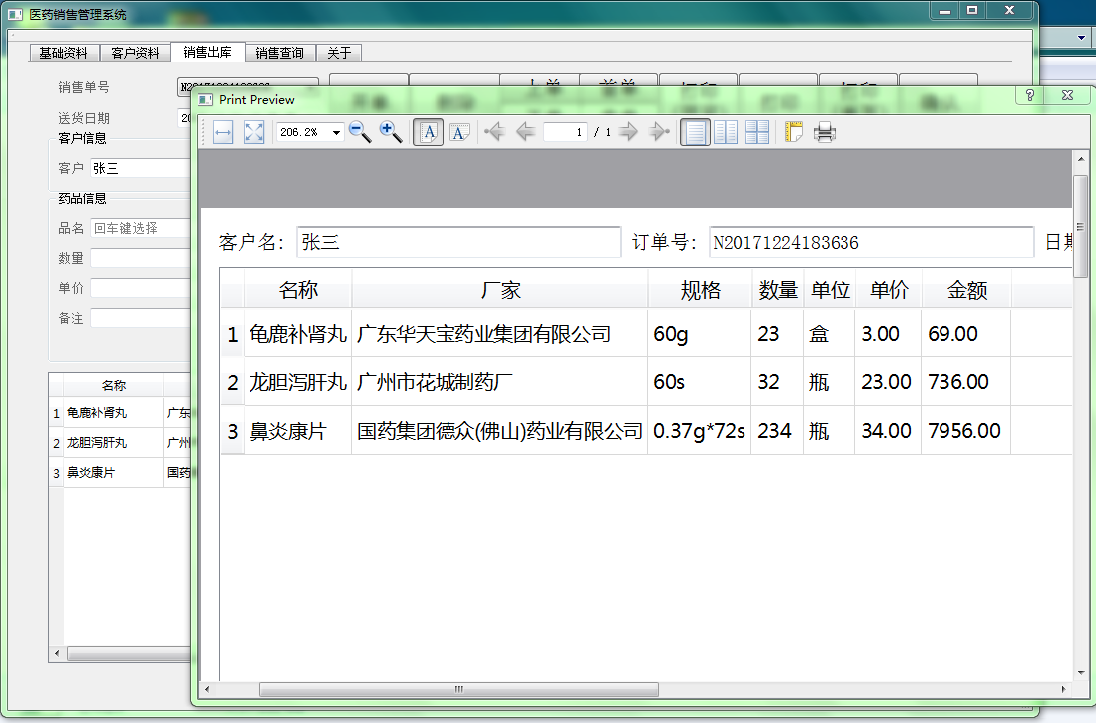 医药销售管理系统
基础资料 客户资料 销售出库 销售查询 关于
销售单号
送货日期 20
客户信息
客户 张三
药品信息
品名 回车键选择
数量
单价
备注
名称
1 龟鹿补肾丸 广东
2 龙胆泻肝丸 广州
3 鼻炎康片 国药
Print Preview
206.2% A A 1 / 1
客户名： 张三 订单号： N20171224183636 日期
名称 厂家 规格 数量 单位 单价 金额
1 龟鹿补肾丸 广东华天宝药业集团有限公司 60g 23 盒 3.00 69.00
2 龙胆泻肝丸 广州市花城制药厂 60s 32 瓶 23.00 736.00
3 鼻炎康片 国药集团德众(佛山)药业有限公司 0.37g*72s 234 瓶 34.00 7956.00